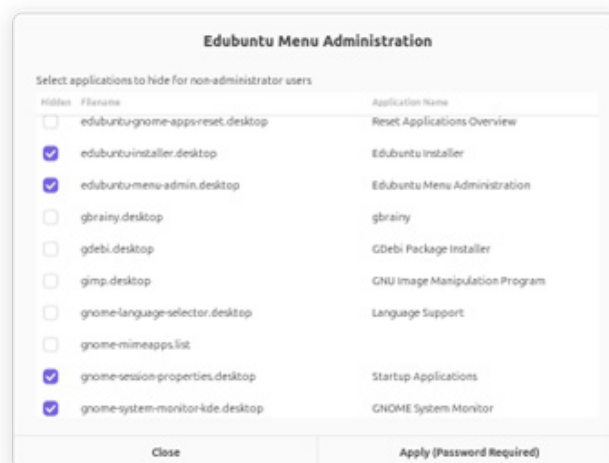 Edubuntu Menu Administration
Select applications to hide for non-administrator users
Hidden Filename Application Name
edubuntu-gnome-apps-reset.desktop Reset Applications Overview
edubuntu-installer.desktop Edubuntu Installer
edubuntu-menu-admin.desktop Edubuntu Menu Administration
gbrainy.desktop gbrainy
gdebi.desktop GDebi Package Installer
gimp.desktop GNU Image Manipulation Program
gnome-language-selector.desktop Language Support
gnome-mimeapps.list
gnome-session-properties.desktop Startup Applications
gnome-system-monitor-kde.desktop GNOME System Monitor
Close Apply (Password Required)